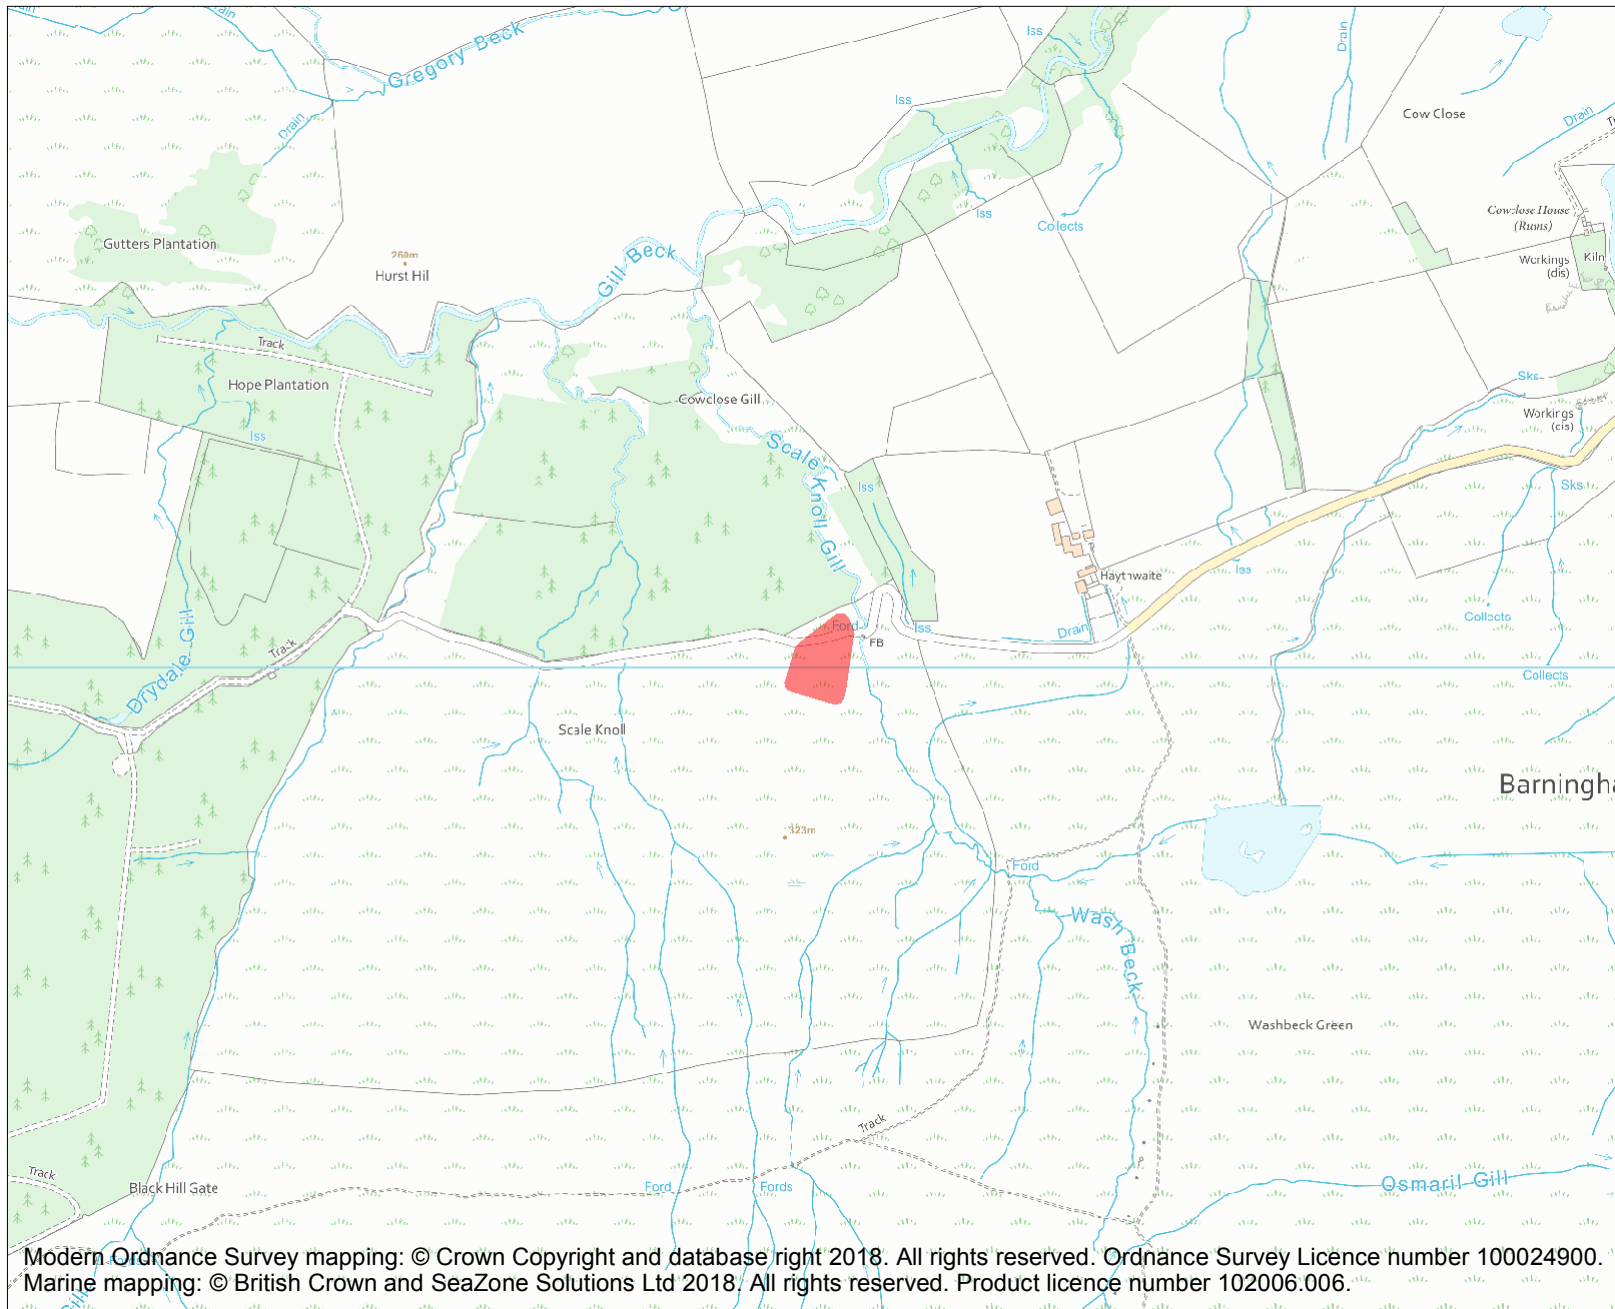 Gregory Beck
Iss
Drain
Iss
Cow Close
Drain
Drain
Gutters Plantation
Iss
Collects
Cowclose House
(Ruins)
268m
Hurst Hil
Gill Beck
Workings
(dis)
Kiln
Track
Hope Plantation
Cowclose Gill
Sks
Workings
(cis)
Iss
Scale Knoll Gill
Iss
Sks
Haythwaite
Iss
Collects
Drydale Gill
Track
Ford
FB
Iss
Drain
Collects
Scale Knoll
Barningha
323m
Ford
Wash Beck
Washbeck Green
Track
Track
Black Hill Gate
Ford
Fords
Osmaril Gill
Modern Ordnance Survey mapping: © Crown Copyright and database right 2018. All rights reserved. Ordnance Survey Licence number 100024900.
Marine mapping: © British Crown and SeaZone Solutions Ltd 2018. All rights reserved. Product licence number 102006.006.